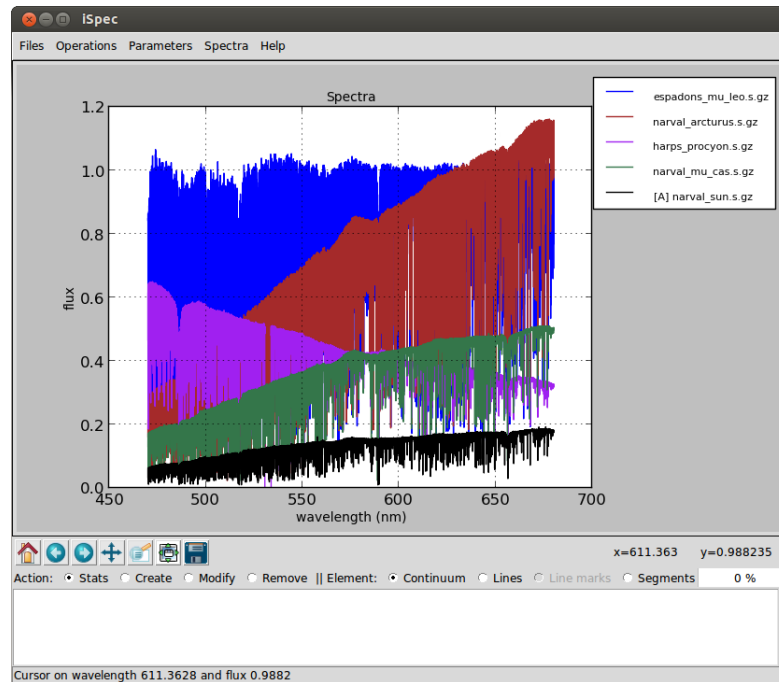 iSpec
Files Operations Parameters Spectra Help
Spectra
espadons_mu_leo.s.gz
narval_arcturus.s.gz
harps_procyon.s.gz
narval_mu_cas.s.gz
[A] narval_sun.s.gz
1.2
1.0
0.8
0.6
0.4
0.2
0.0
flux
450 500 550 600 650 700
wavelength (nm)
x=611.363 y=0.988235
Action: Stats Create Modify Remove || Element: Continuum Lines Line marks Segments 0 %
Cursor on wavelength 611.3628 and flux 0.9882